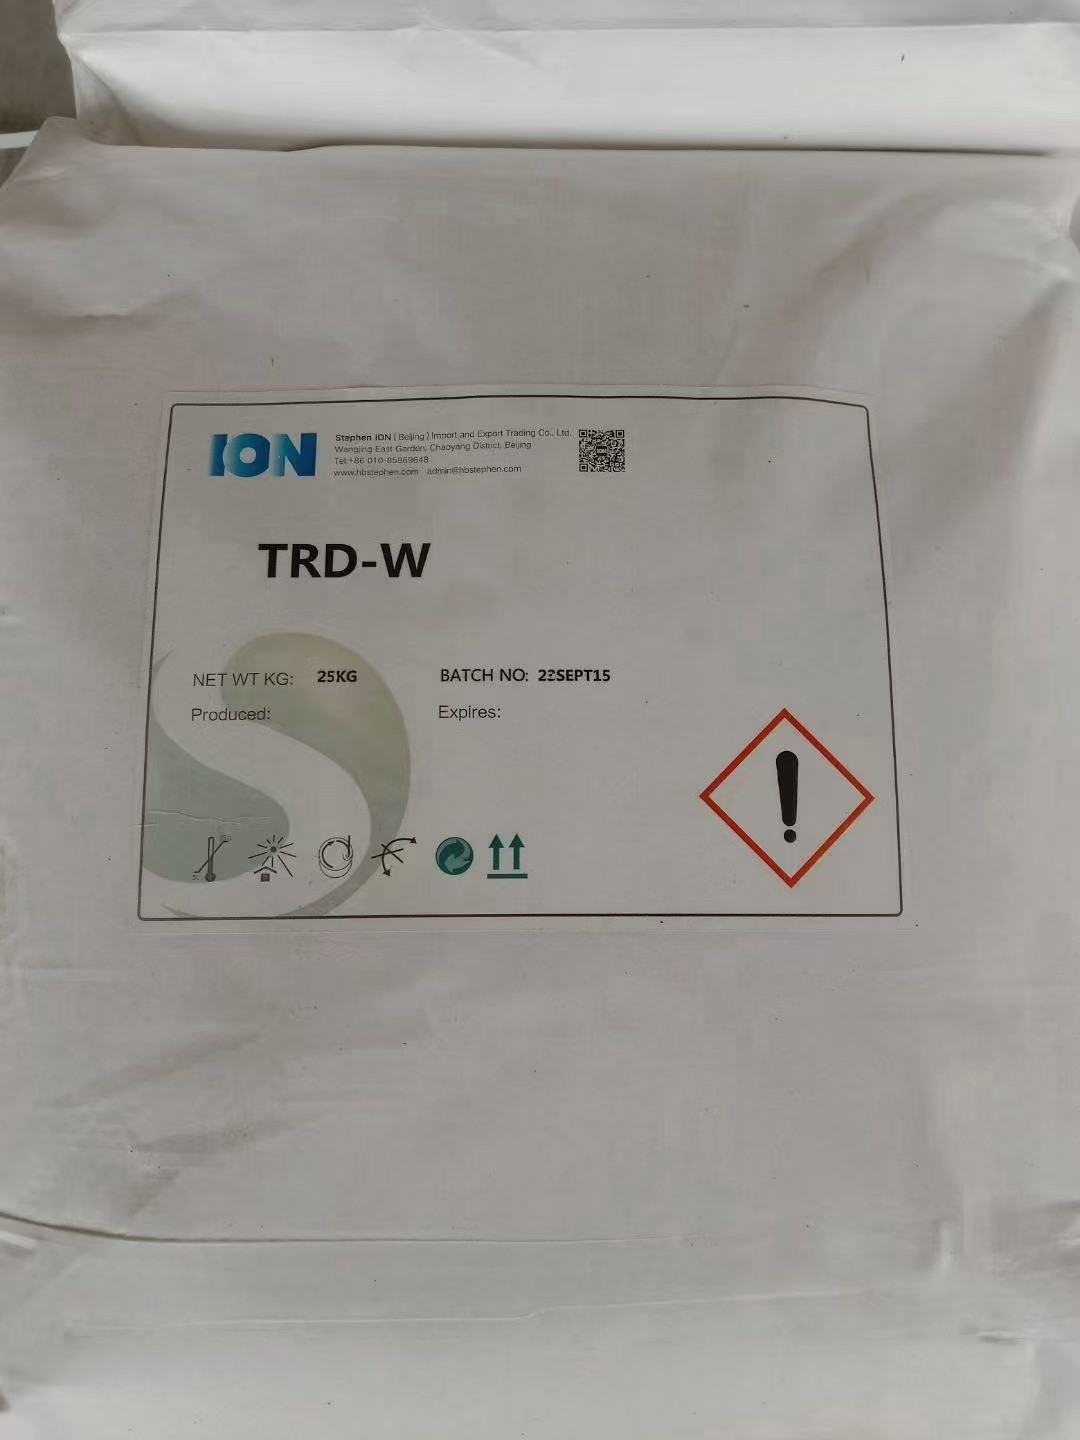 ION
Stephen ION ( Beijing ) Import and Export Trading Co., Ltd.
Wangjing East Garden, Chaoyang District, Beijing
Tel:+86 010-85969648
www.hbstephen.com admin@hbstephen.com
TRD-W
NET WT KG: 25KG
BATCH NO: 22SEPT15
Produced:
Expires: